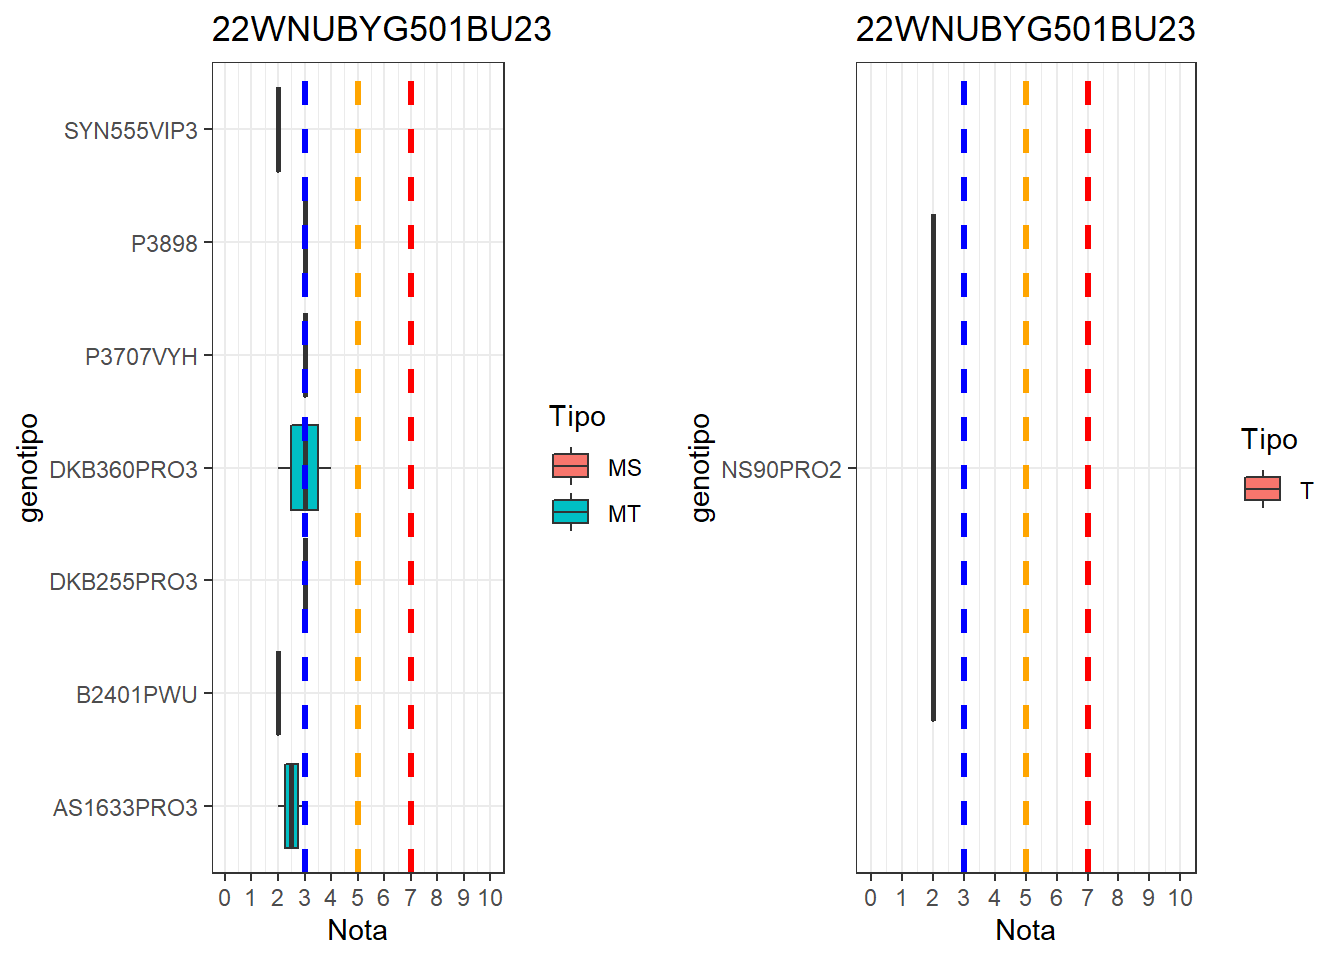 22WNUBYG501BU23
genotipo
SYN555VIP3
P3898
P3707VYH
DKB360PRO3
DKB255PRO3
B2401PWU
AS1633PRO3
0 1 2 3 4 5 6 7 8 9 10
Nota
Tipo
MS
MT
22WNUBYG501BU23
genotipo
NS90PRO2
0 1 2 3 4 5 6 7 8 9 10
Nota
Tipo
T